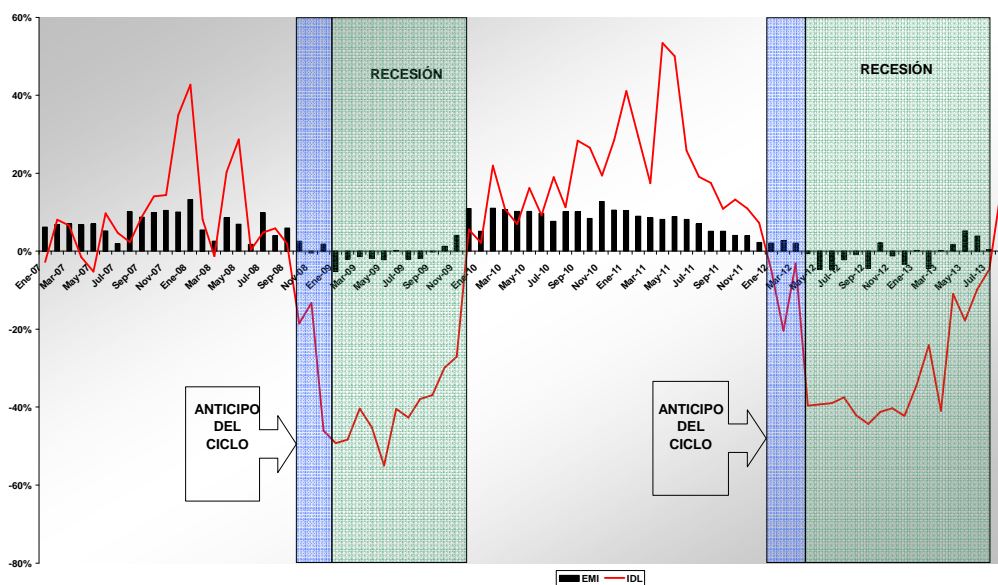 60%
40%
20%
0%
-20%
-40%
-60%
-80%
RECESIÓN
RECESIÓN
Ene-07
Mar-07
May-07
Jul-07
Sep-07
Nov-07
Ene-08
Mar-08
May-08
Jul-08
Sep-08
Nov-08
Ene-09
Mar-09
May-09
Jul-09
Sep-09
Nov-09
Ene-10
Mar-10
May-10
Jul-10
Sep-10
Nov-10
Ene-11
Mar-11
May-11
Jul-11
Sep-11
Nov-11
Ene-12
Mar-12
May-12
Jul-12
Sep-12
Nov-12
Ene-13
Mar-13
May-13
Jul-13
ANTICIPO
DEL
CICLO
ANTICIPO
DEL
CICLO
EMI
IDL